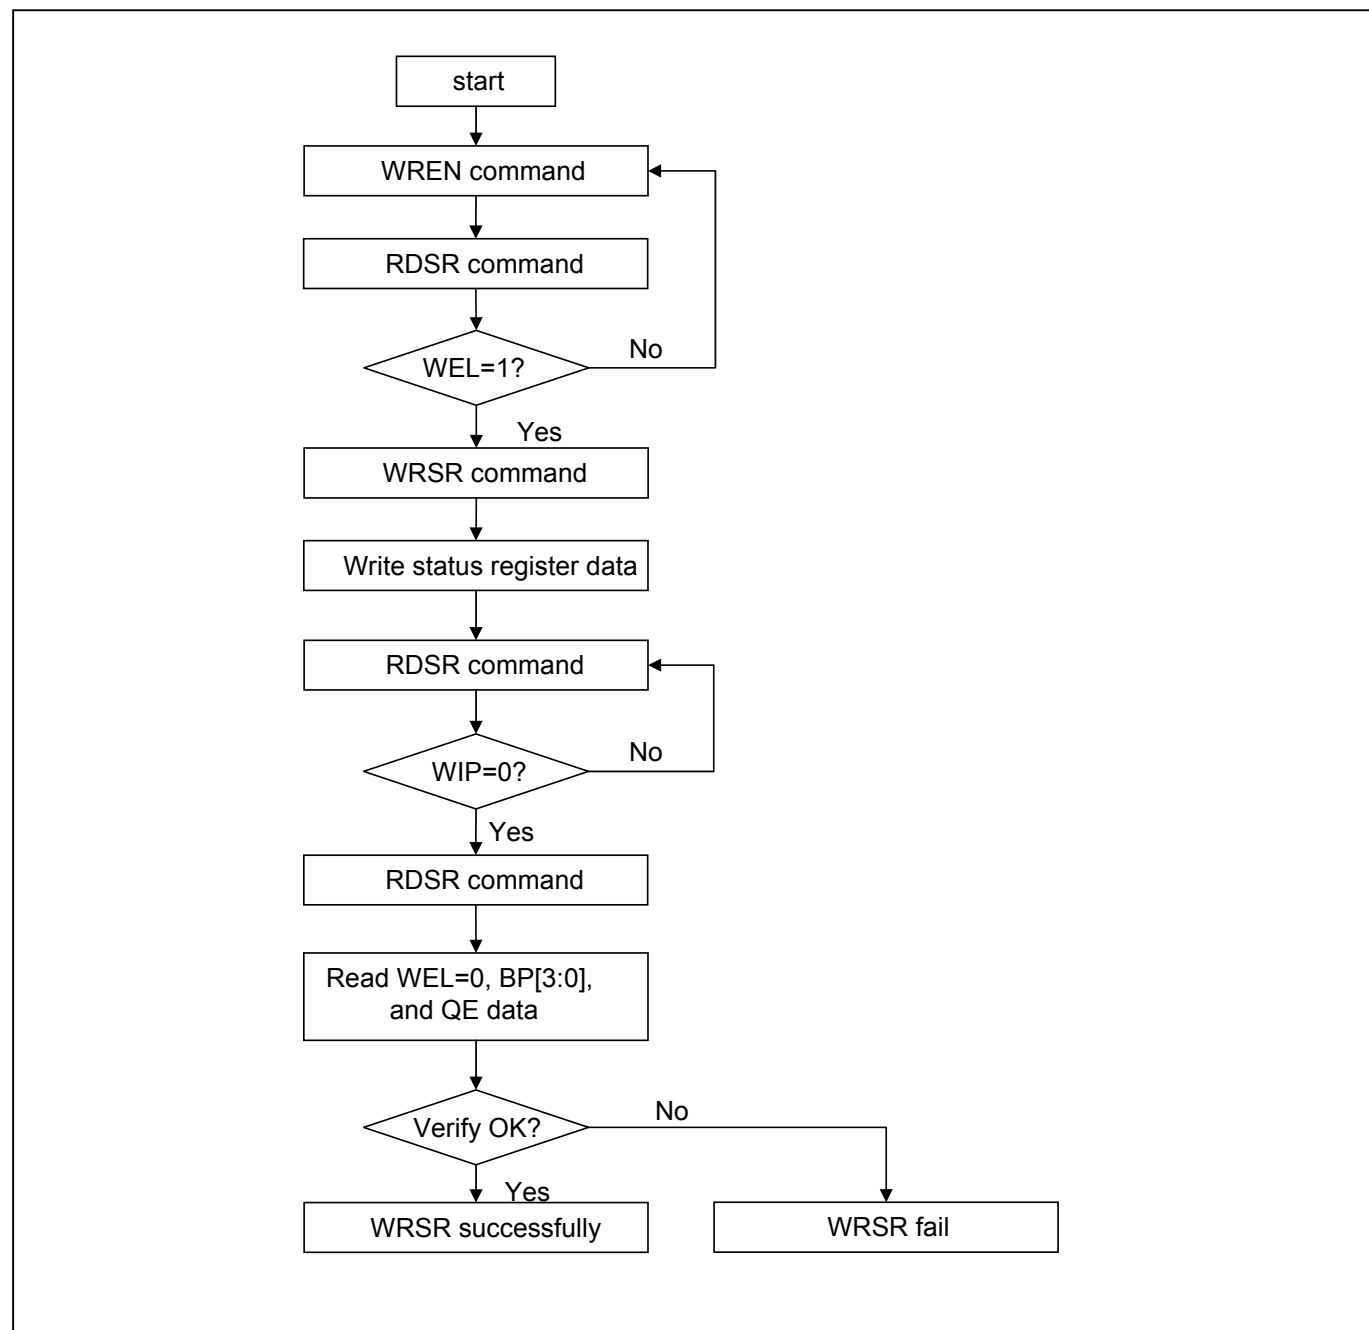 start
WREN command
RDSR command
WEL=1?
No
Yes
WRSR command
Write status register data
RDSR command
WIP=0?
No
Yes
RDSR command
Read WEL=0, BP[3:0],
and QE data
Verify OK?
No
Yes
WRSR successfully
WRSR fail